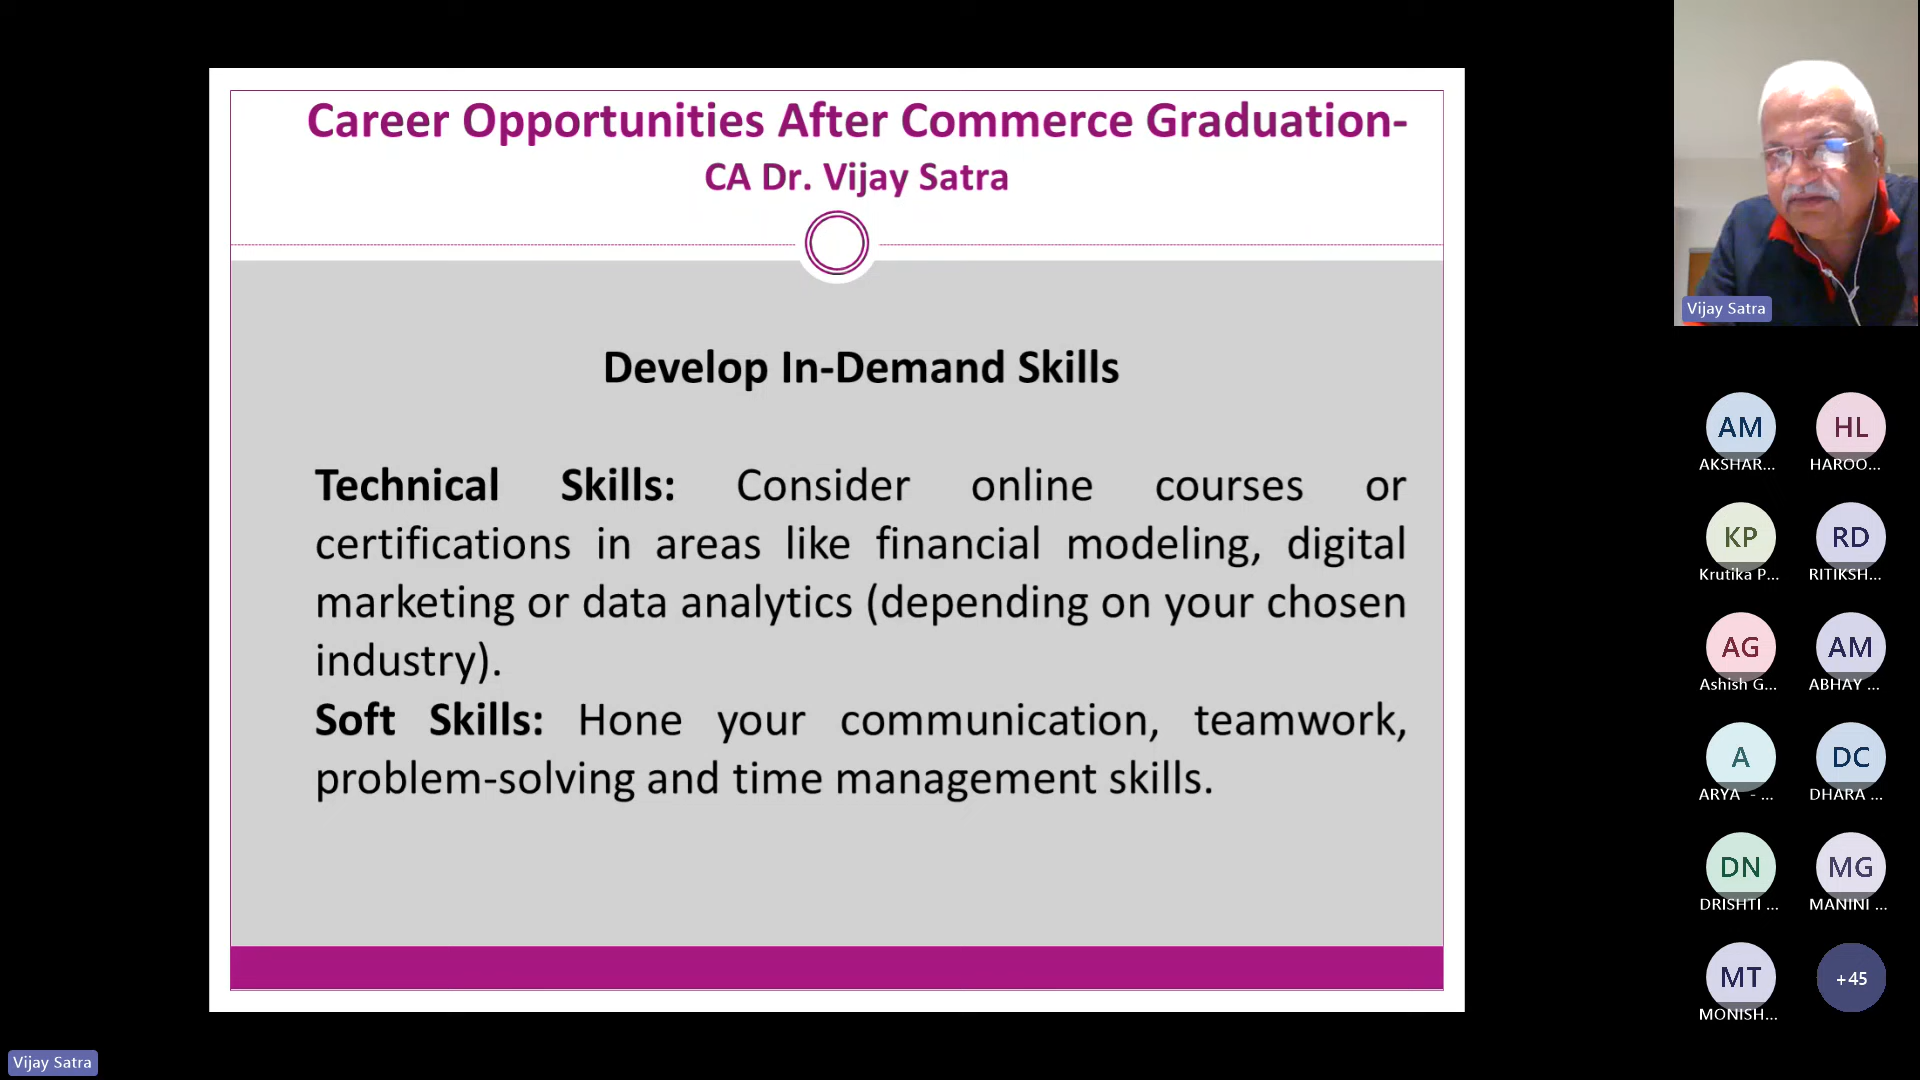 Career Opportunities After Commerce Graduation-
CA Dr. Vijay Satra
Develop In-Demand Skills
Technical Skills: Consider online courses or
certifications in areas like financial modeling, digital
marketing or data analytics (depending on your chosen
industry).
Soft Skills: Hone your communication, teamwork,
problem-solving and time management skills.
Vijay Satra
AM
AKSHAR...
HL
HAROO...
KP
Krutika P...
RD
RITIKSH...
AG
Ashish G...
AM
ABHAY ...
A
ARYA - ...
DC
DHARA ...
DN
DRISHTI ...
MG
MANINI ...
MT
MONISH...
+45
Vijay Satra